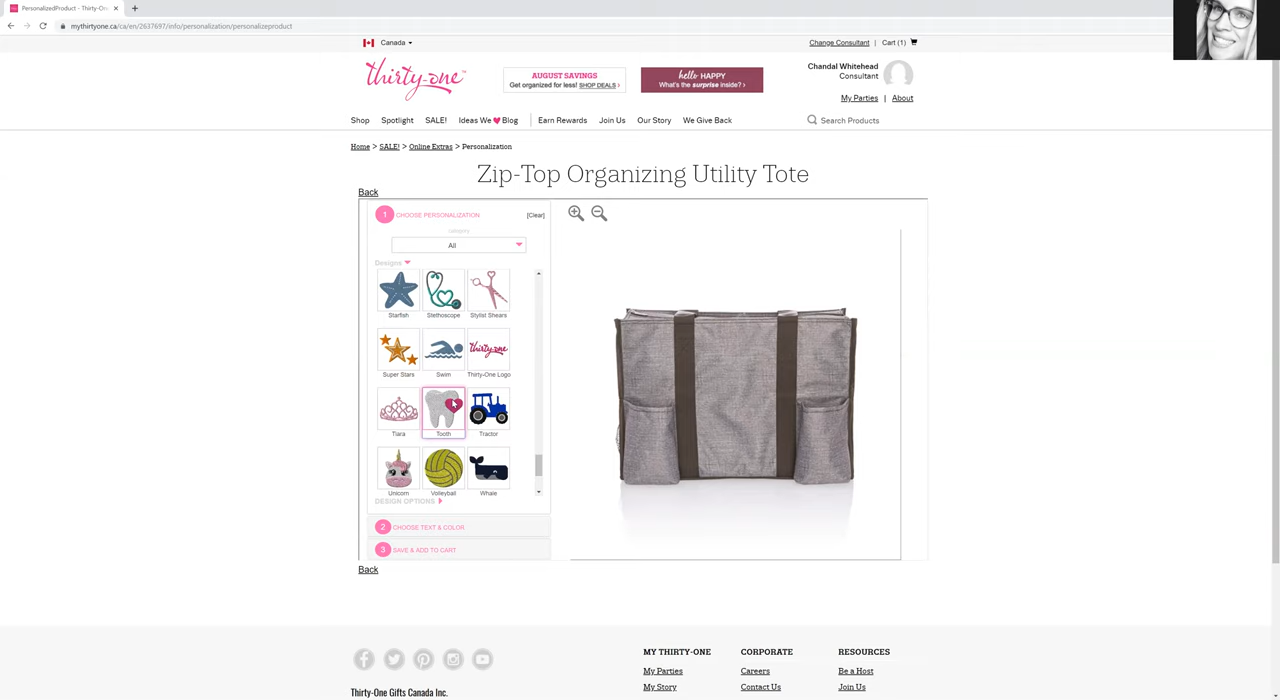 PersonalizedProduct - Thirty-On
mythirtyone.ca/ca/en/2637697/info/personalization/personalizeproduct
Canada
Change Consultant | Cart (1)
thirty-one
AUGUST SAVINGS
Get organized for less! SHOP DEALS ›
hello HAPPY
What's the surprise inside? ›
Chandal Whitehead
Consultant
My Parties | About
Shop Spotlight SALE! Ideas We Blog Earn Rewards Join Us Our Story We Give Back
Search Products
Home > SALE! > Online Extras > Personalization
Zip-Top Organizing Utility Tote
Back
1 CHOOSE PERSONALIZATION [Clear]
category
All
Designs
Starfish Stethoscope Stylist Shears
thirty-one
Super Stars Swim Thirty-One Logo
Tiara Tooth Tractor
Unicorn Volleyball Whale
DESIGN OPTIONS
2 CHOOSE TEXT & COLOR
3 SAVE & ADD TO CART
Back
MY THIRTY-ONE CORPORATE RESOURCES
My Parties Careers Be a Host
My Story Contact Us Join Us
Thirty-One Gifts Canada Inc.